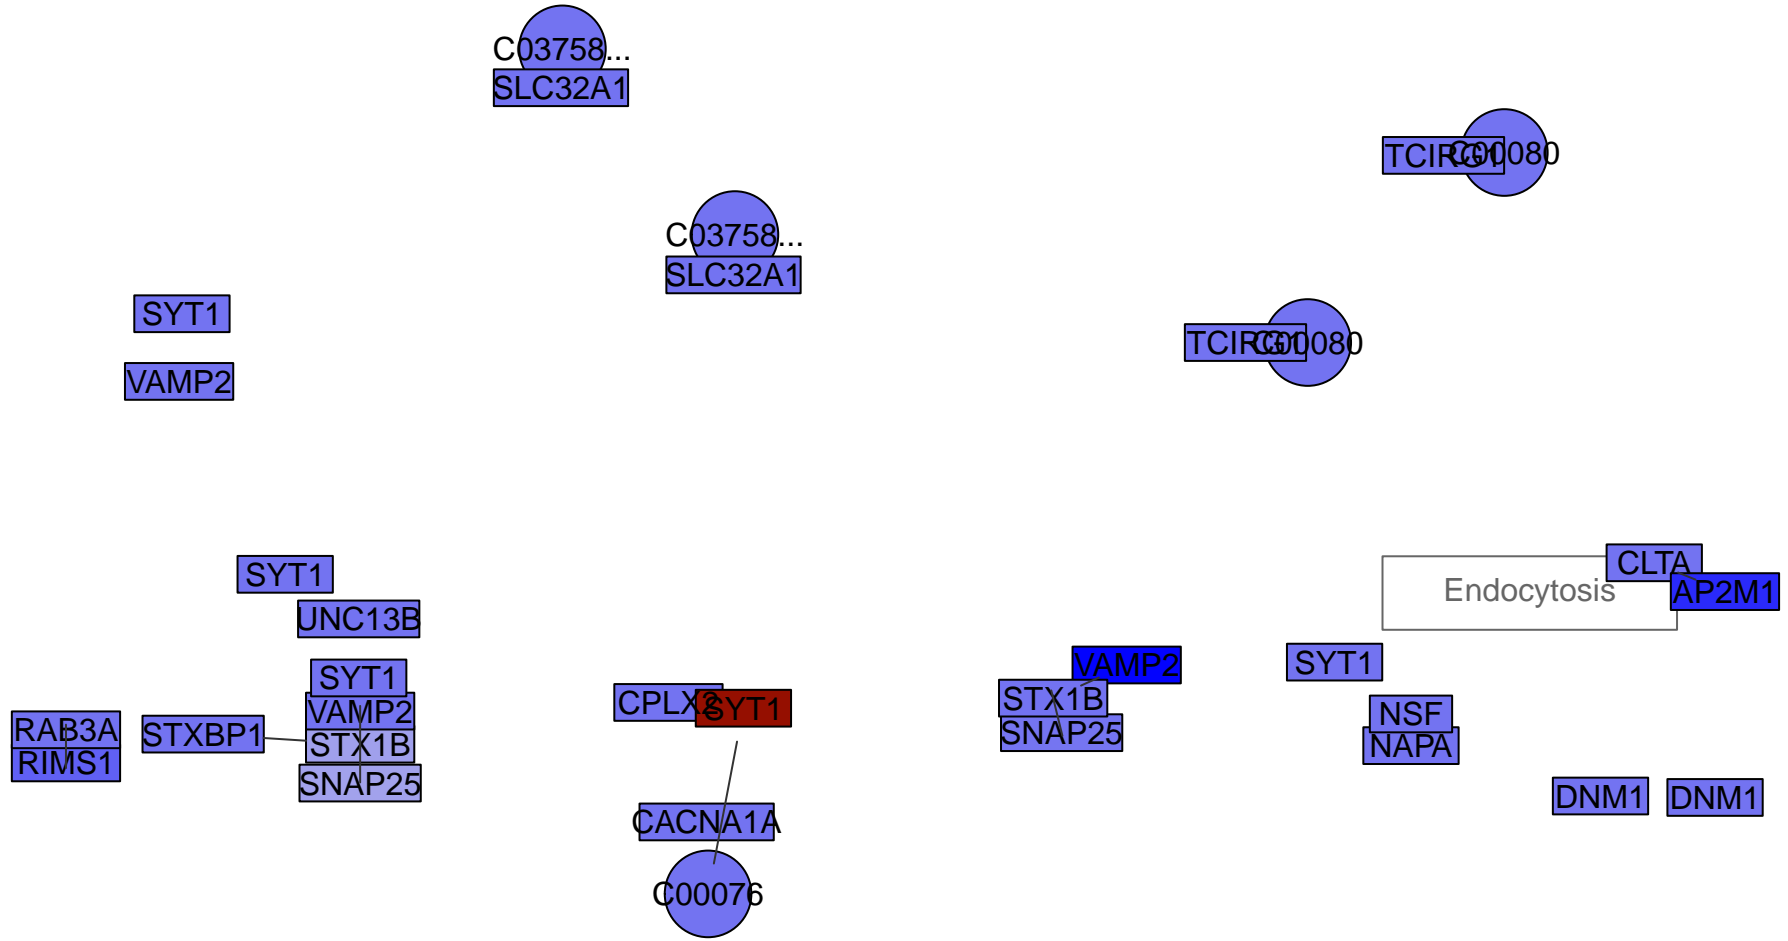 C03758...
SLC32A1
TCIRG1
C00080
C03758...
SLC32A1
SYT1
TCIRG1
C00080
VAMP2
SYT1
UNC13B
CLTA
Endocytosis
AP2M1
SYT1
VAMP2
STX1B
SNAP25
RAB3A
RIMS1
STXBP1
CPLX2
SYT1
VAMP2
STX1B
SNAP25
SYT1
NSF
NAPA
DNM1
DNM1
CACNA1A
C00076